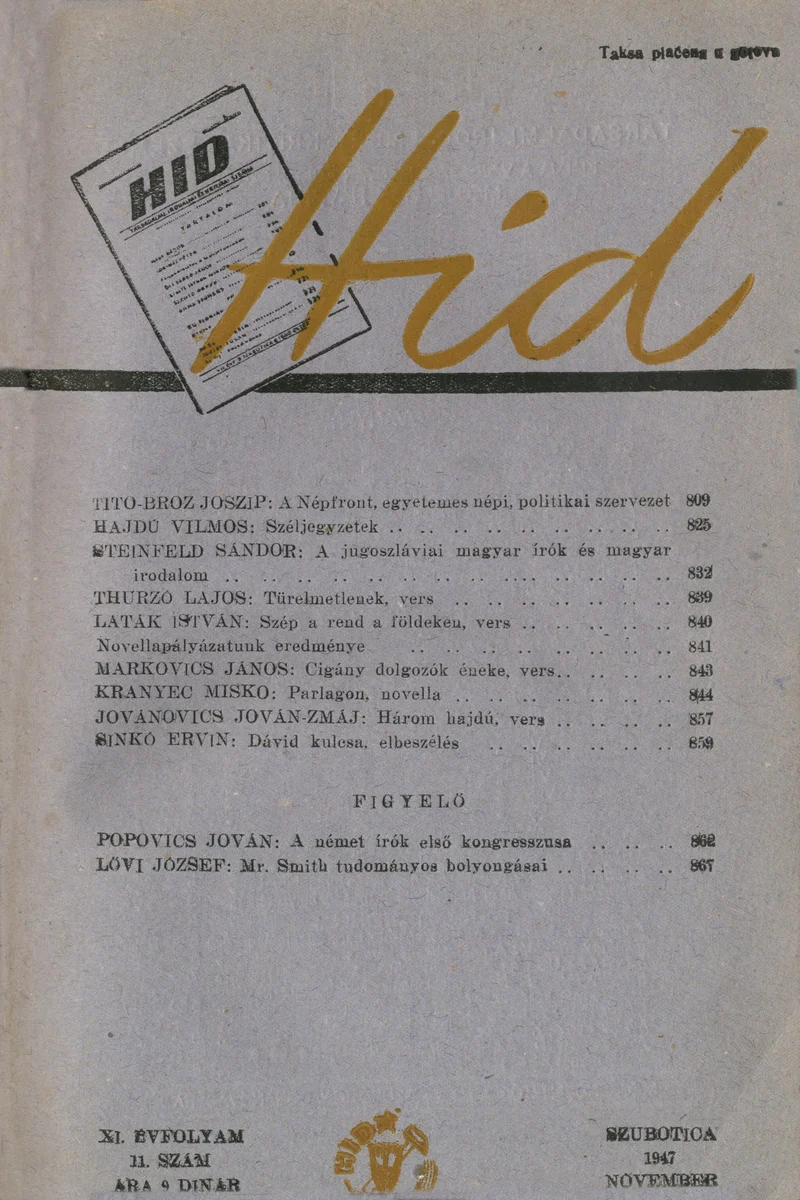 Taksa plaćena u gotovu
HID
TARTALOM
Hid
TITO-BROZ JOSZIP: A Népfront, egyetemes népi, politikai szervezet 809
HAJDÚ VILMOS: Széljegyzetek .. .. .. .. .. .. .. .. .. .. .. .. 825
STEINFELD SÁNDOR: A jugoszláviai magyar írók és magyar
irodalom .. .. .. .. .. .. .. .. .. .. .. .. .. 832
THURZÓ LAJOS: Türelmetlenek, vers .. .. .. .. .. .. .. 839
LATÁK ISTVÁN: Szép a rend a földeken, vers .. .. .. .. .. 840
Novellapályázatunk eredménye .. .. .. .. .. .. .. .. 841
MARKOVICS JÁNOS: Cigány dolgozók éneke, vers.. .. .. .. 843
KRANYEC MISKO: Parlagon, novella .. .. .. .. .. .. .. 844
JOVÁNOVICS JOVÁN-ZMÁJ: Három hajdú, vers .. .. .. .. 857
SINKÓ ERVIN: Dávid kulcsa, elbeszélés .. .. .. .. .. .. 859
FIGYELŐ
POPOVICS JOVÁN: A német írók első kongresszusa .. .. .. 862
LŐVI JÓZSEF: Mr. Smith tudományos bolyongásai .. .. .. .. 867
XI. ÉVFOLYAM
11. SZÁM
ÁRA 9 DINÁR
HID
SZUBOTICA
1947
NOVEMBER